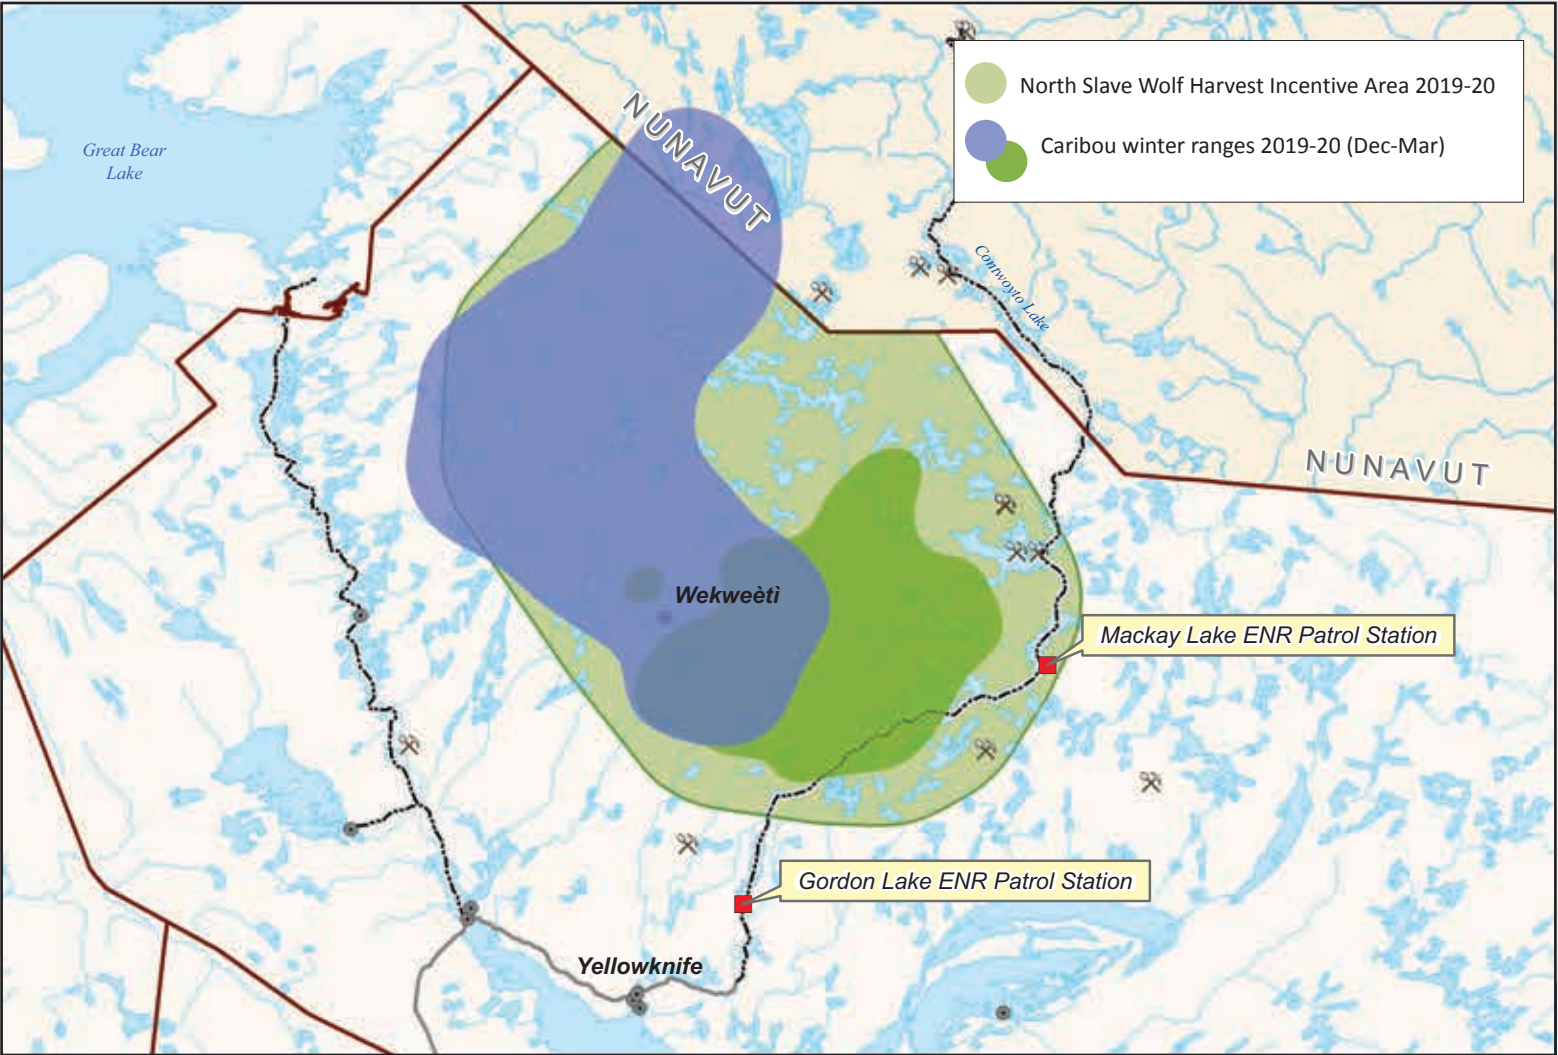 NUNAVUT
North Slave Wolf Harvest Incentive Area 2019-20
Caribou winter ranges 2019-20 (Dec-Mar)
Great Bear
Lake
Contwoyto Lake
NUNAVUT
Wekweètì
Mackay Lake ENR Patrol Station
Gordon Lake ENR Patrol Station
Yellowknife